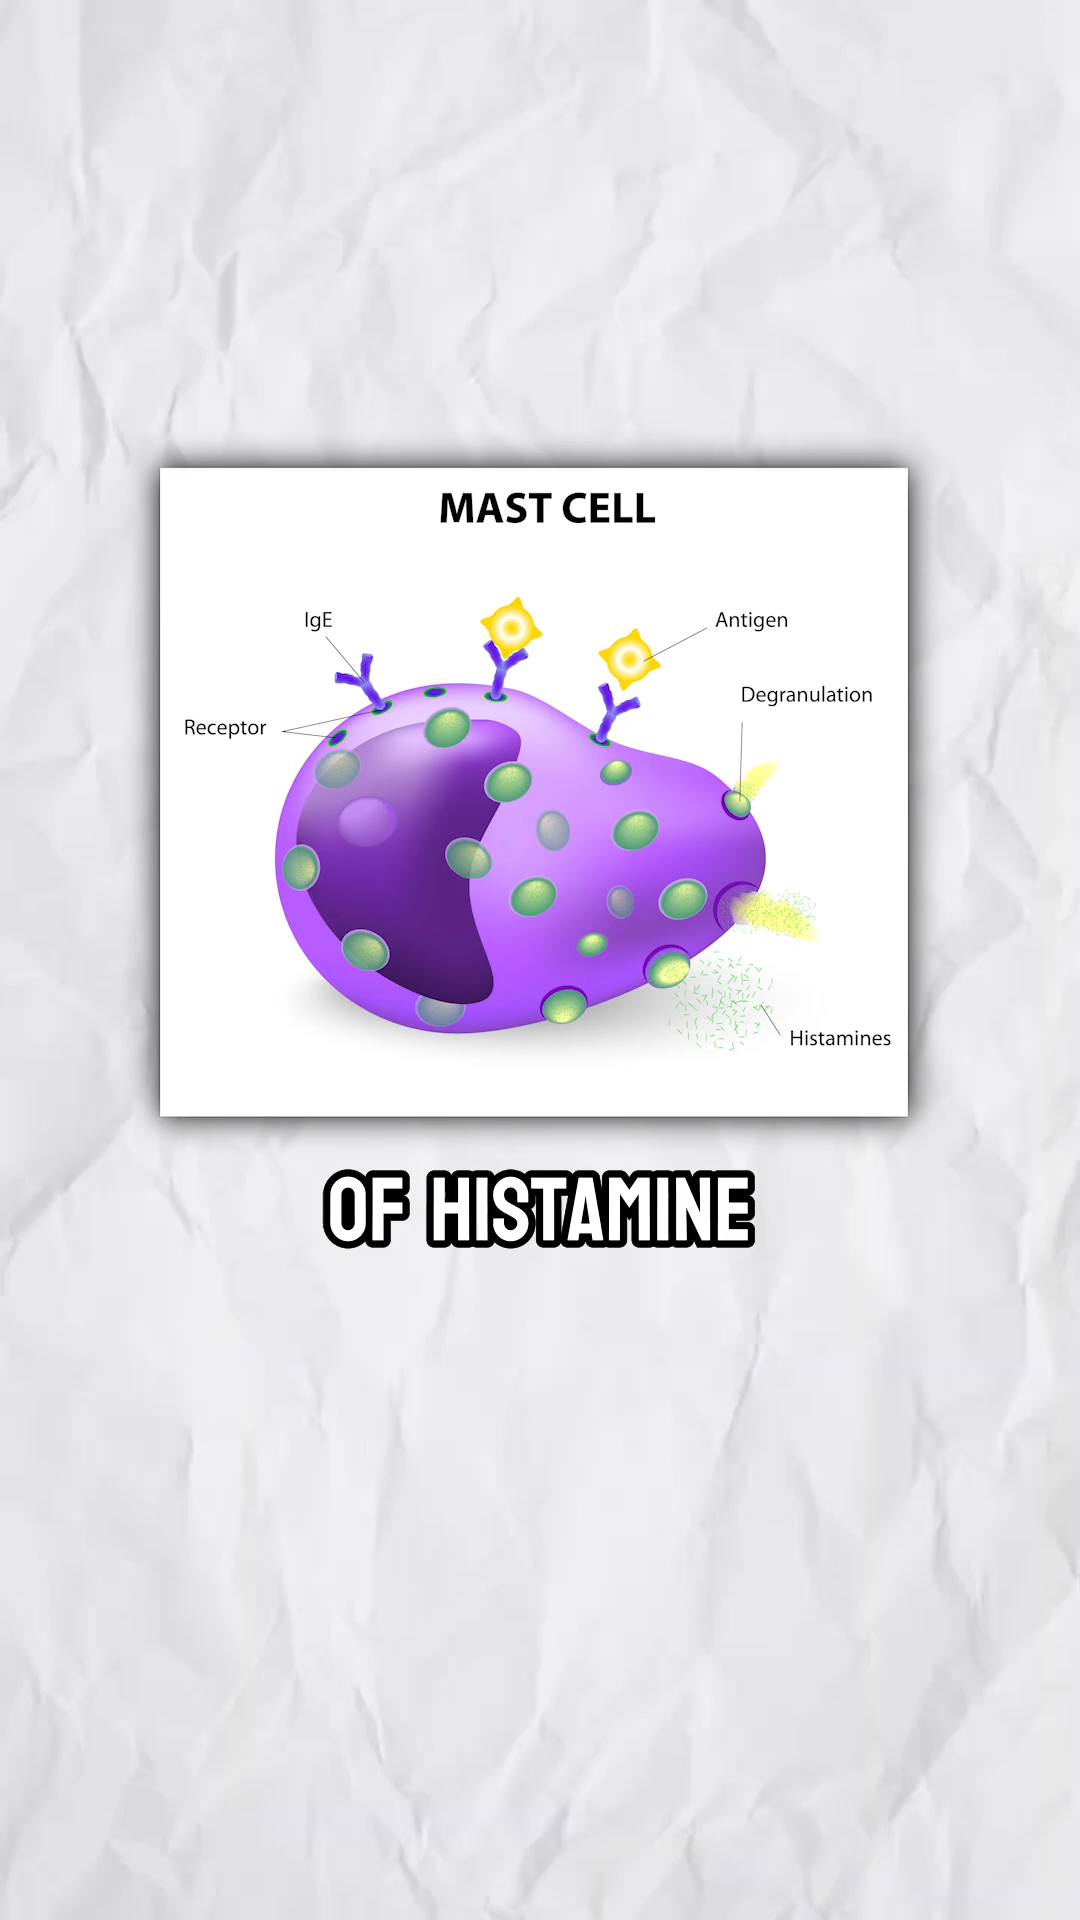 MAST CELL
IgE
Antigen
Degranulation
Receptor
Histamines
OF HISTAMINE